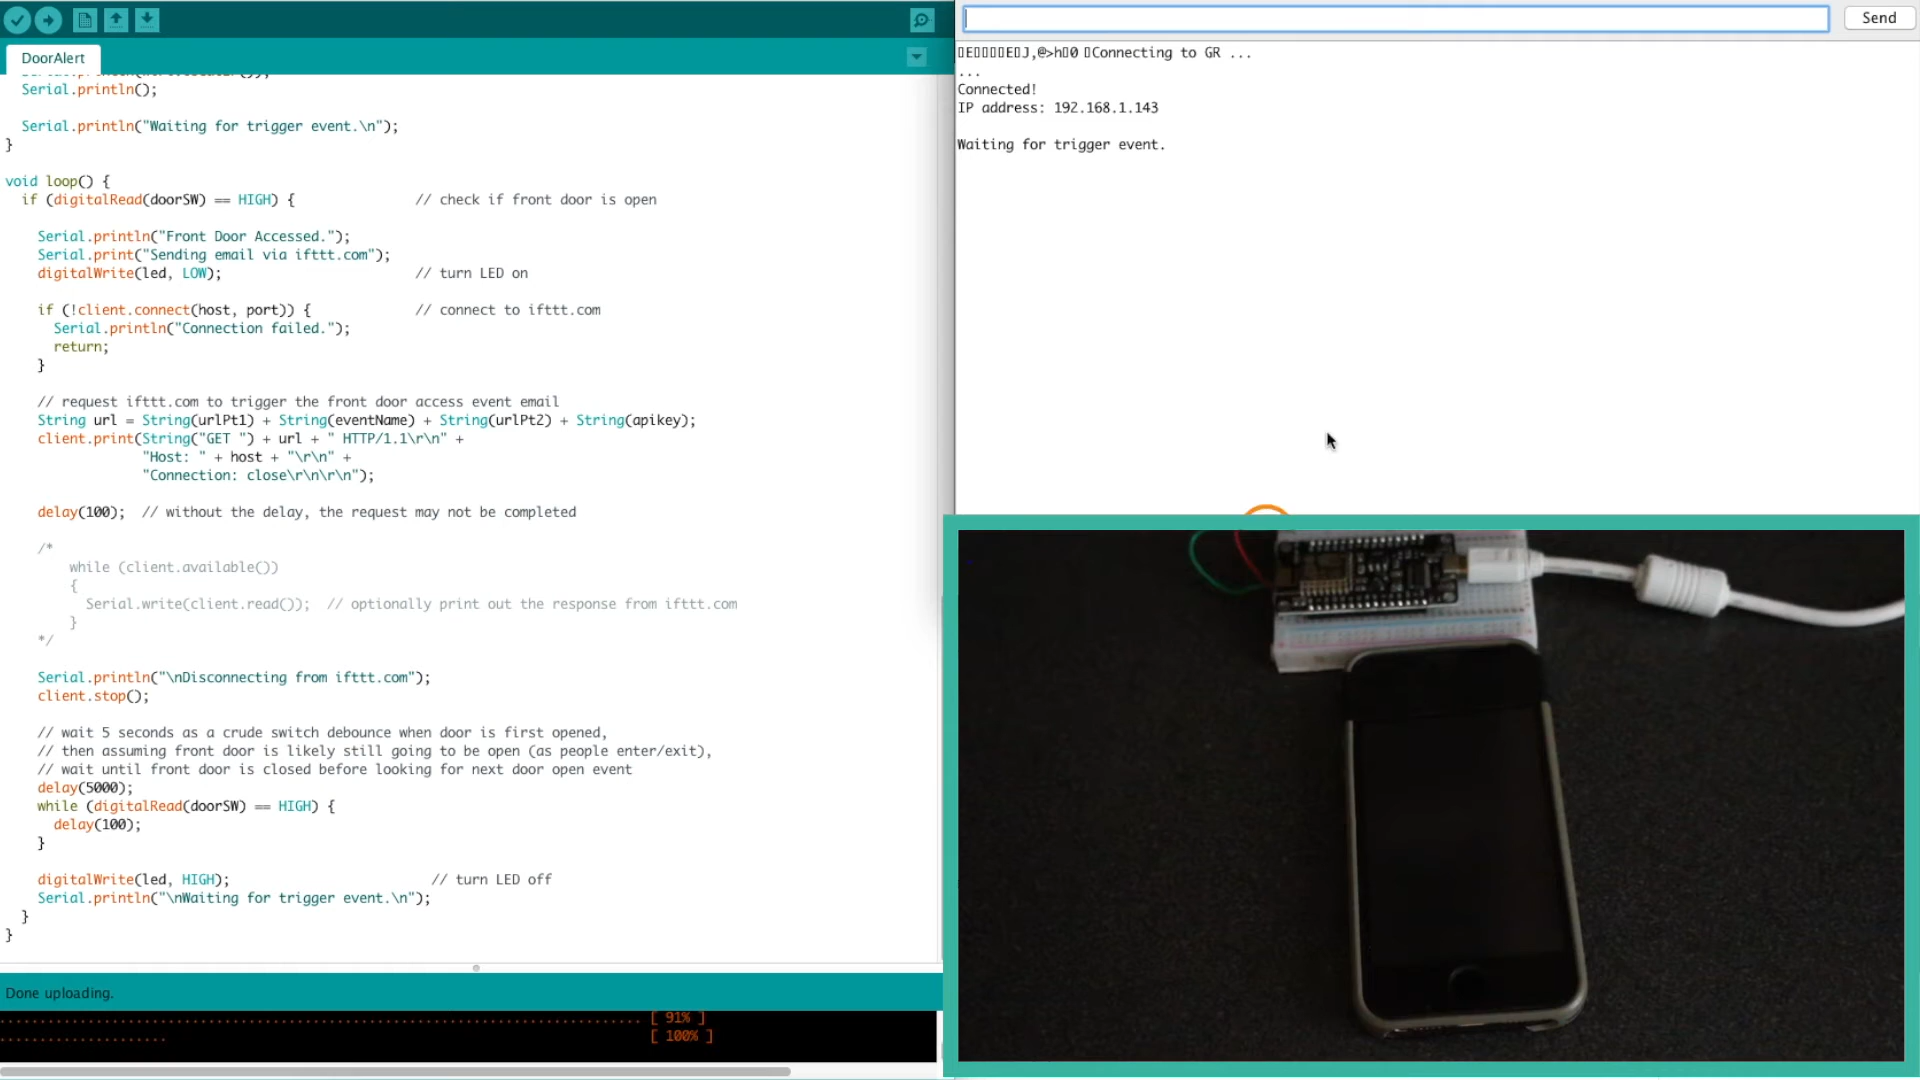 DoorAlert
Serial.println();
Serial.println("Waiting for trigger event.\n");
}
void loop() {
if (digitalRead(doorSW) == HIGH) { // check if front door is open
Serial.println("Front Door Accessed.");
Serial.print("Sending email via ifttt.com");
digitalWrite(led, LOW); // turn LED on
if (!client.connect(host, port)) { // connect to ifttt.com
Serial.println("Connection failed.");
return;
}
// request ifttt.com to trigger the front door access event email
String url = String(urlPt1) + String(eventName) + String(urlPt2) + String(apikey);
client.print(String("GET ") + url + " HTTP/1.1\r\n" +
"Host: " + host + "\r\n" +
"Connection: close\r\n\r\n");
delay(100); // without the delay, the request may not be completed
/*
while (client.available())
{
Serial.write(client.read()); // optionally print out the response from ifttt.com
}
*/
Serial.println("\nDisconnecting from ifttt.com");
client.stop();
// wait 5 seconds as a crude switch debounce when door is first opened,
// then assuming front door is likely still going to be open (as people enter/exit),
// wait until front door is closed before looking for next door open event
delay(5000);
while (digitalRead(doorSW) == HIGH) {
delay(100);
}
digitalWrite(led, HIGH); // turn LED off
Serial.println("\nWaiting for trigger event.\n");
}
}
Done uploading.
[ 91% ]
[ 100% ]
Send
Connecting to GR ...
...
Connected!
IP address: 192.168.1.143
Waiting for trigger event.